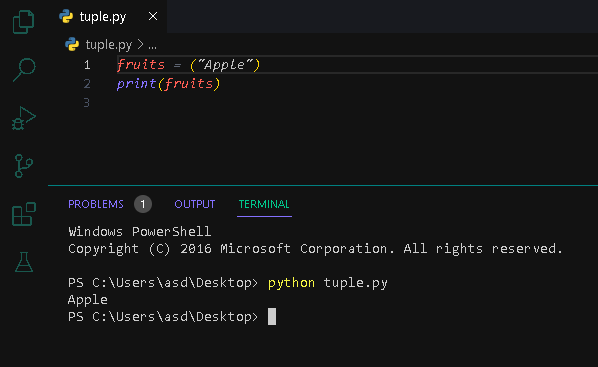 tuple.py ×
tuple.py > ...
1 fruits = ("Apple")
2 print(fruits)
3
PROBLEMS 1 OUTPUT TERMINAL
Windows PowerShell
Copyright (C) 2016 Microsoft Corporation. All rights reserved.
PS C:\Users\asd\Desktop> python tuple.py
Apple
PS C:\Users\asd\Desktop>